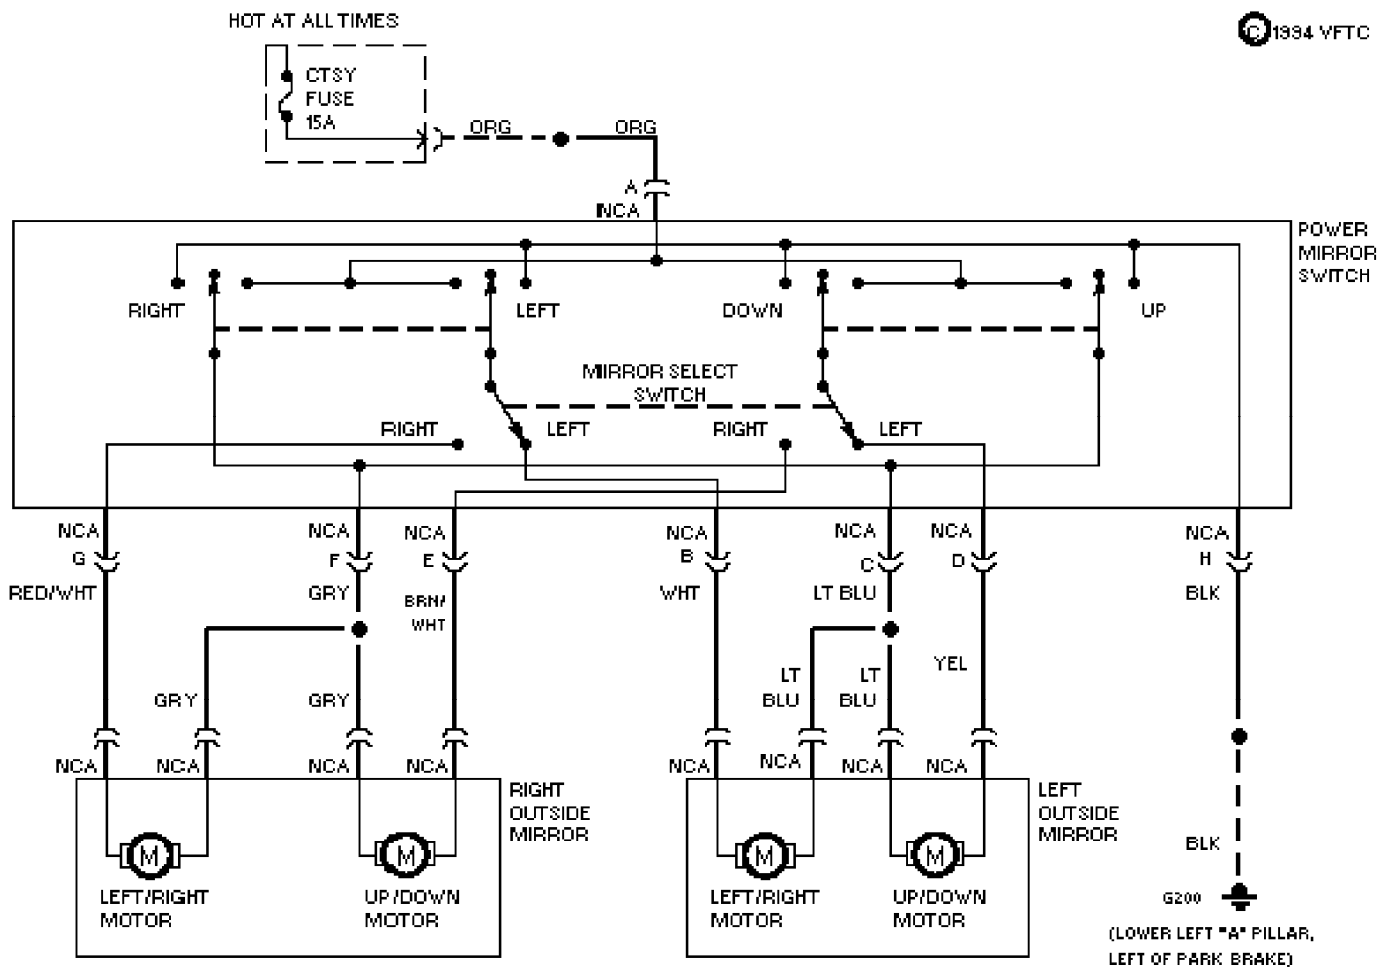 HOT AT ALL TIMES
© 1994 VFTC
CTSY
FUSE
15A
ORG
ORG
A
NCA
POWER
MIRROR
SWITCH
RIGHT
LEFT
DOWN
UP
MIRROR SELECT
SWITCH
RIGHT
LEFT
RIGHT
LEFT
NCA
NCA
NCA
NCA
NCA
NCA
NCA
G
F
E
B
C
D
H
RED/WHT
GRY
BRN/
WHT
WHT
LT BLU
YEL
BLK
GRY
GRY
LT
BLU
LT
BLU
NCA
NCA
NCA
NCA
NCA
NCA
NCA
NCA
RIGHT
OUTSIDE
MIRROR
LEFT
OUTSIDE
MIRROR
M
M
M
M
BLK
LEFT/RIGHT
MOTOR
UP/DOWN
MOTOR
LEFT/RIGHT
MOTOR
UP/DOWN
MOTOR
G200
(LOWER LEFT "A" PILLAR,
LEFT OF PARK BRAKE)